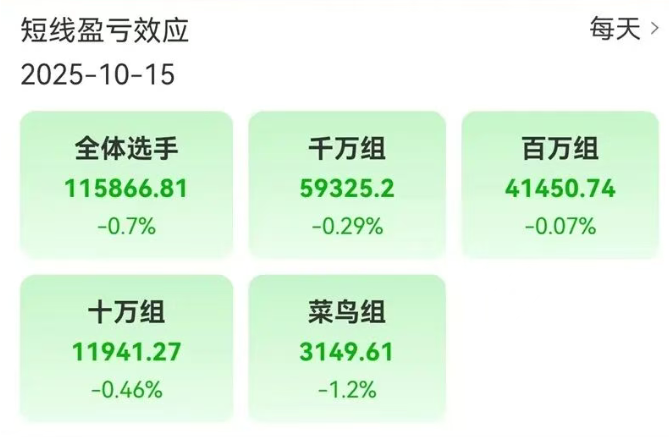 短线盈亏效应
每天 >
2025-10-15
全体选手
115866.81
-0.7%
千万组
59325.2
-0.29%
百万组
41450.74
-0.07%
十万组
11941.27
-0.46%
菜鸟组
3149.61
-1.2%